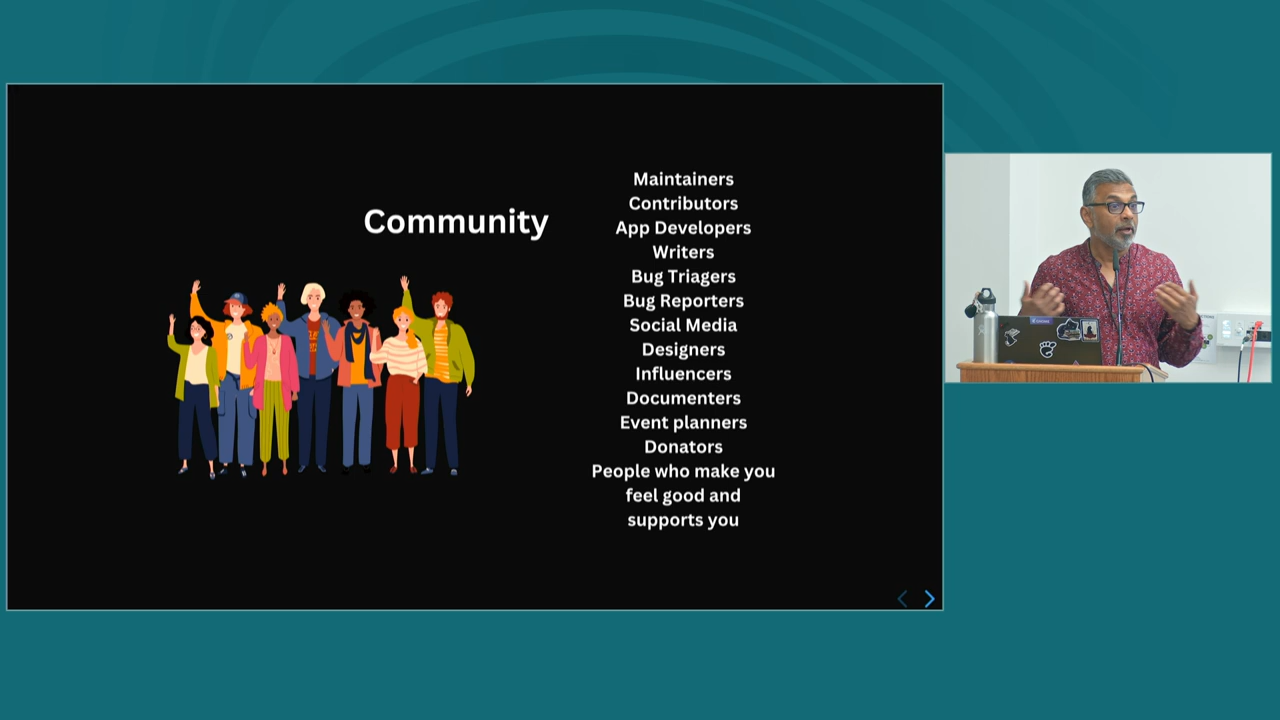 Community
Maintainers
Contributors
App Developers
Writers
Bug Triagers
Bug Reporters
Social Media
Designers
Influencers
Documenters
Event planners
Donators
People who make you
feel good and
supports you